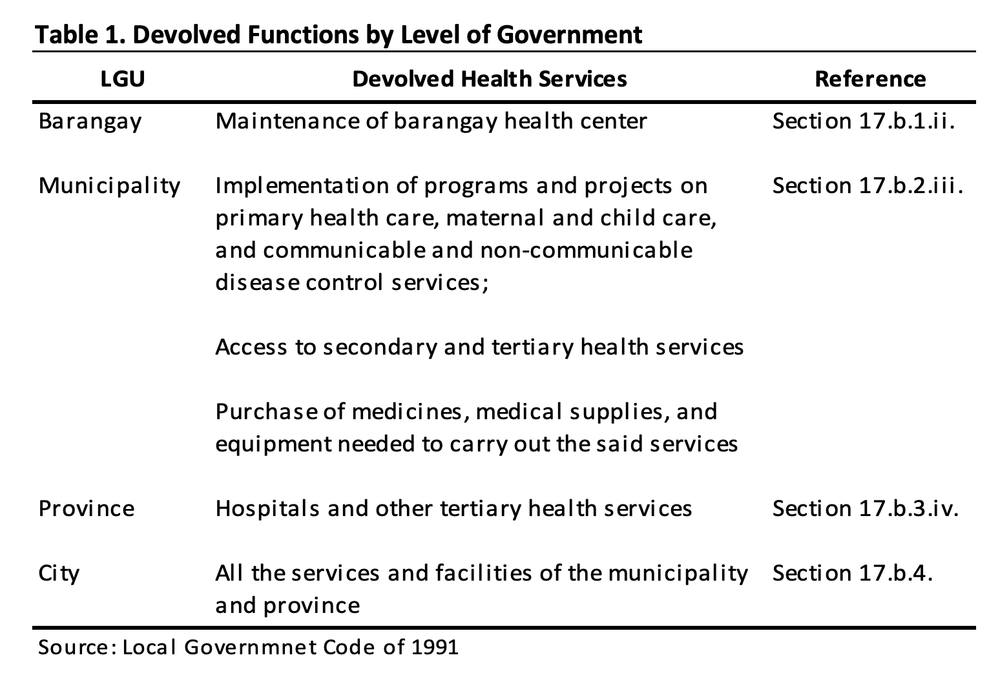 Table 1. Devolved Functions by Level of Government
LGU Devolved Health Services Reference
Barangay Maintenance of barangay health center Section 17.b.1.ii.
Municipality Implementation of programs and projects on Section 17.b.2.iii.
primary health care, maternal and child care,
and communicable and non-communicable
disease control services;
Access to secondary and tertiary health services
Purchase of medicines, medical supplies, and
equipment needed to carry out the said services
Province Hospitals and other tertiary health services Section 17.b.3.iv.
City All the services and facilities of the municipality Section 17.b.4.
and province
Source: Local Governmnet Code of 1991